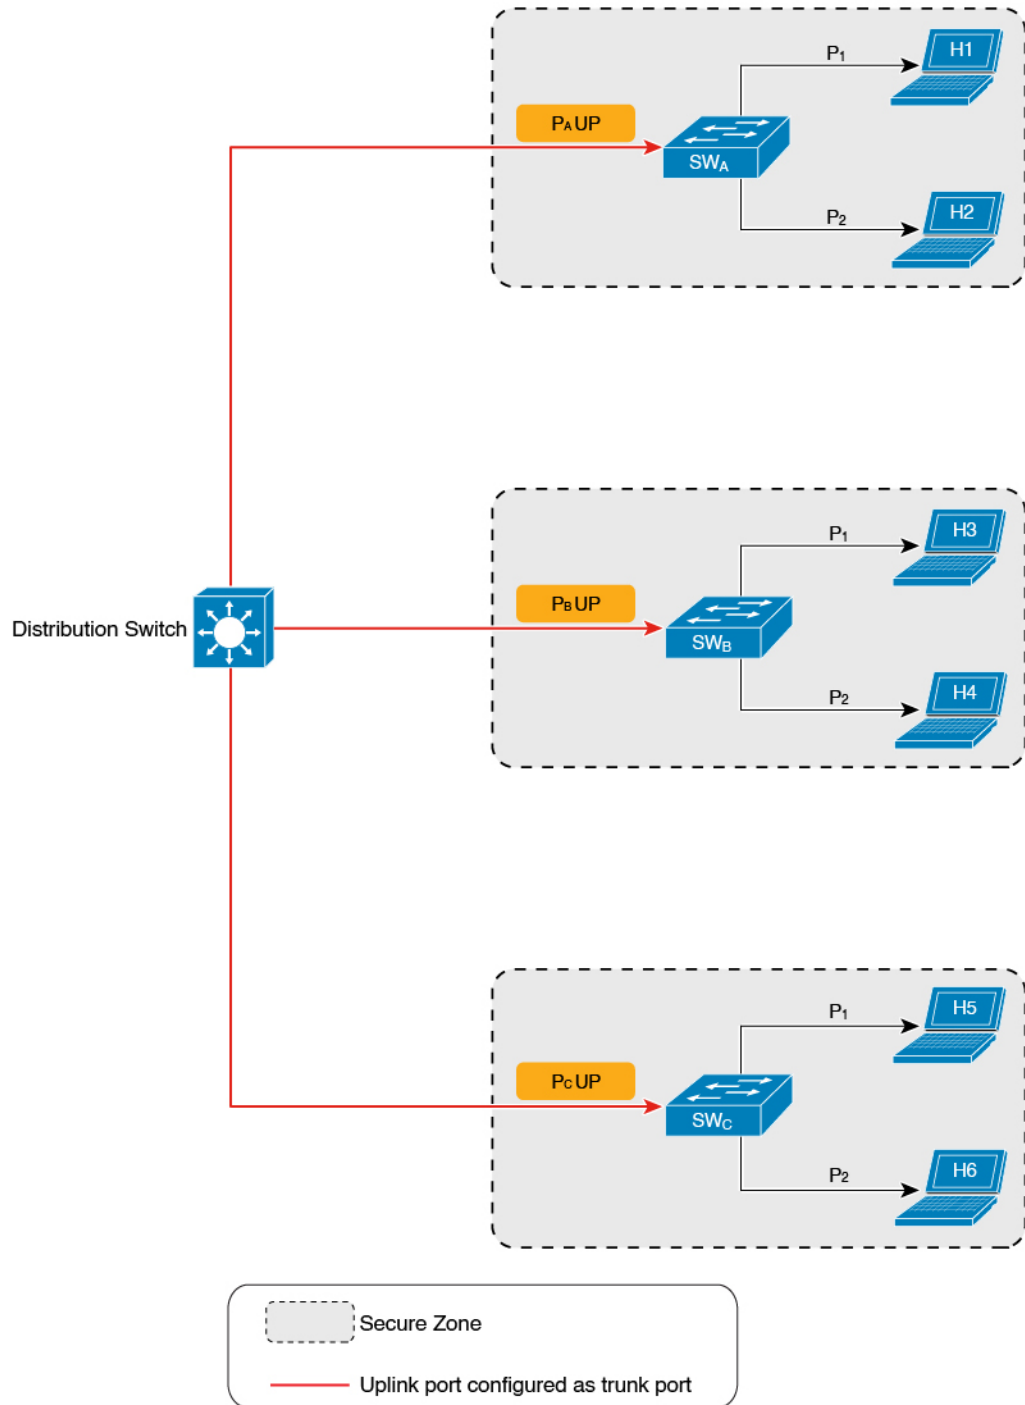 P1
H1
PA UP
SWA
P2
H2
P1
H3
Distribution Switch
PB UP
SWB
P2
H4
P1
H5
PC UP
SWC
P2
H6
Secure Zone
Uplink port configured as trunk port